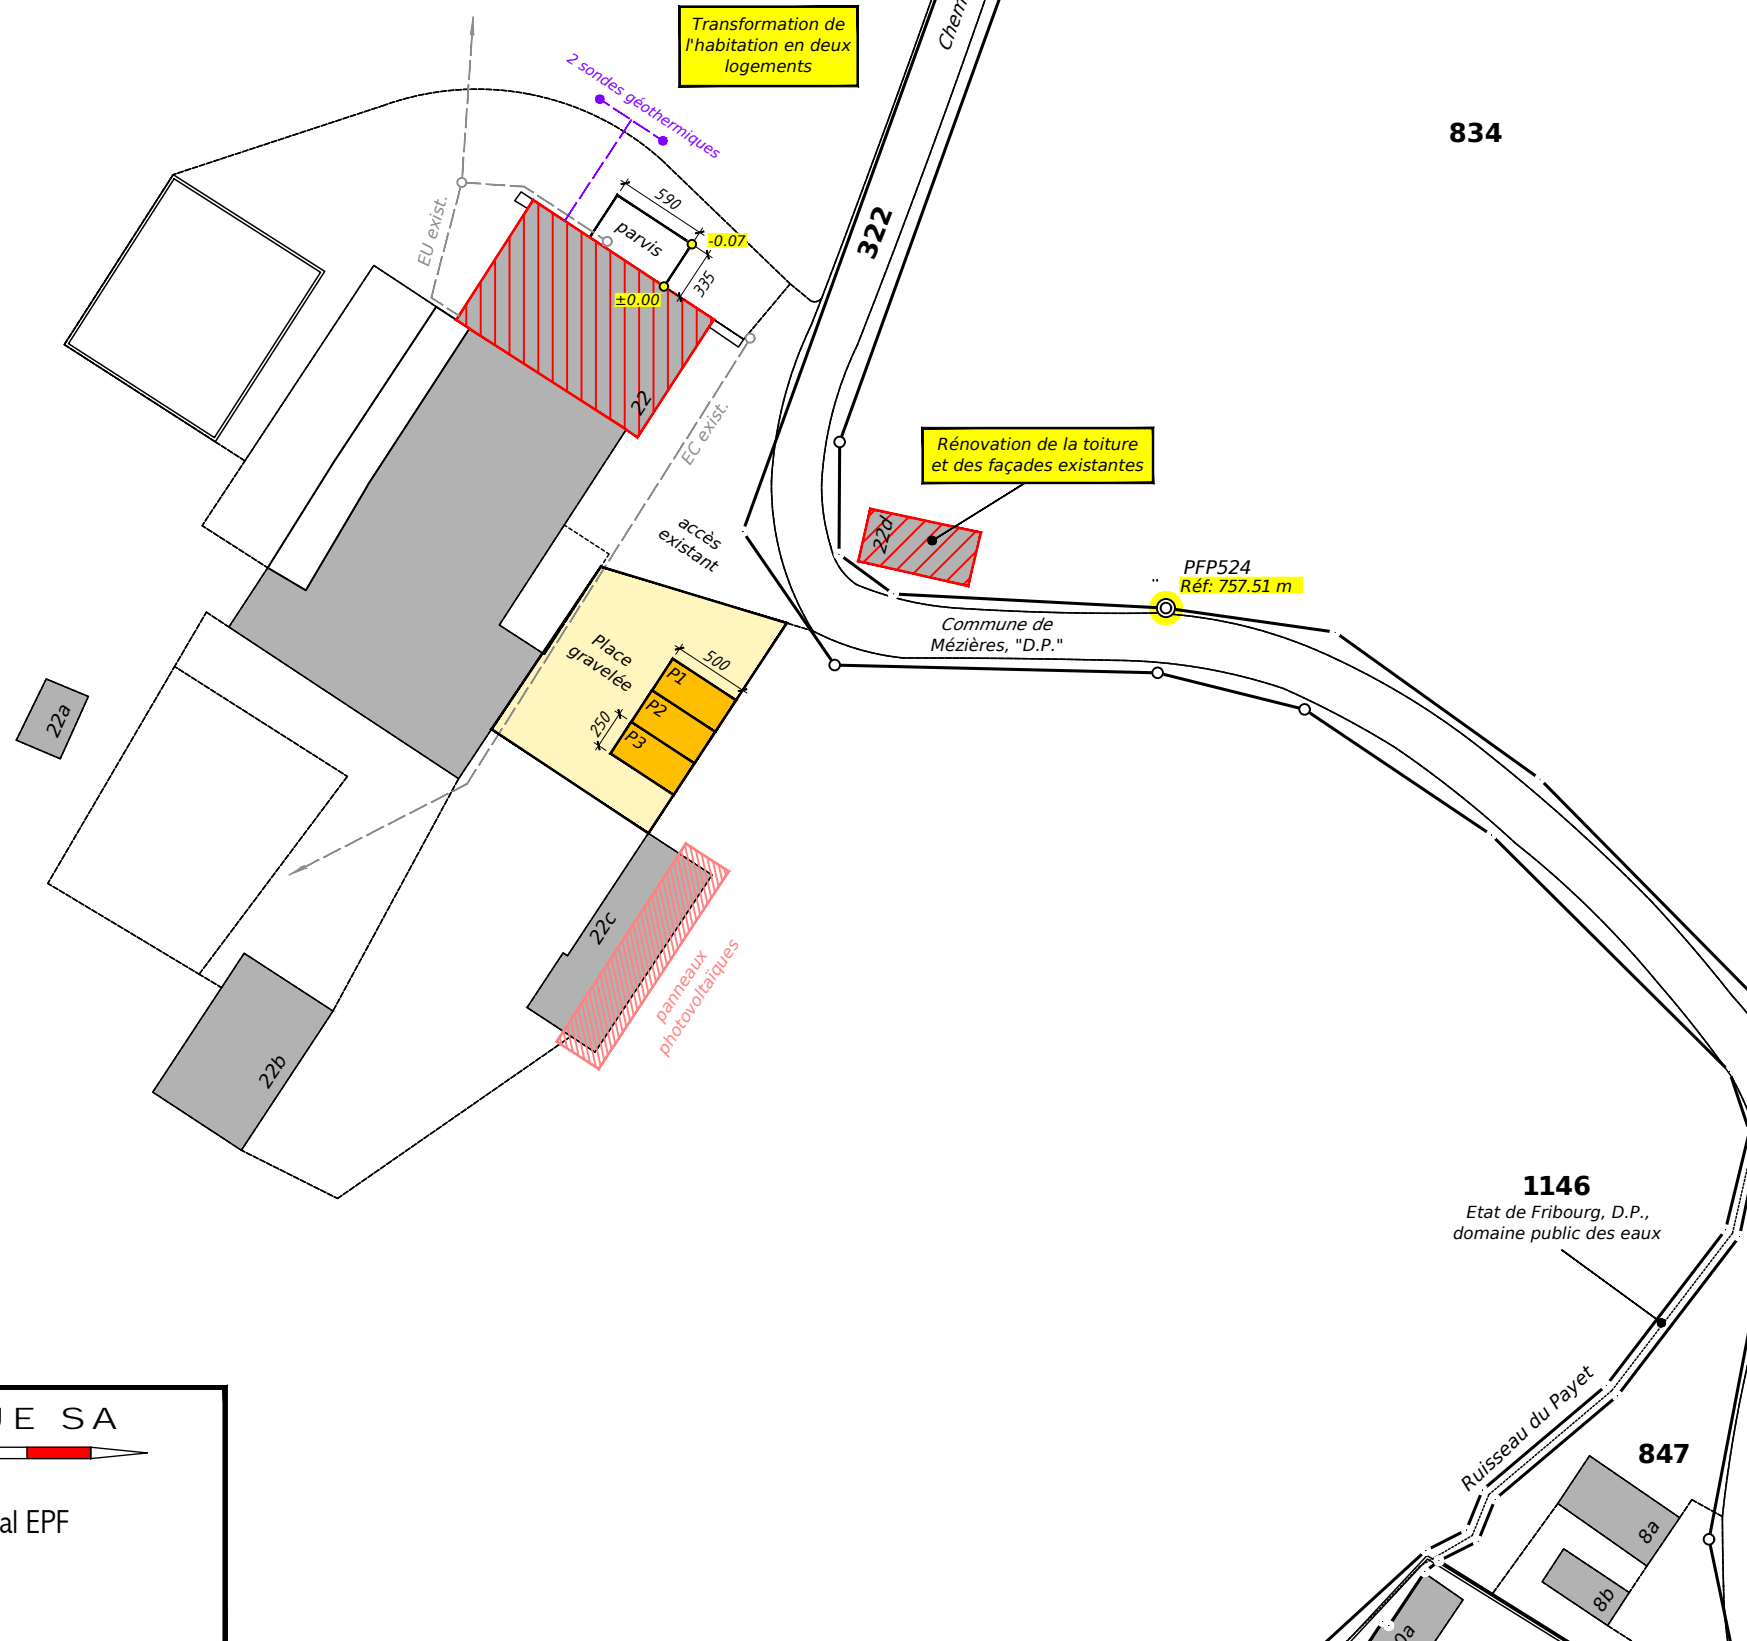 Transformation de
l'habitation en deux
logements
Chem
2 sondes géothermiques
834
322
EU exist.
590
parvis
-0.07
335
±0.00
22
EC exist.
Rénovation de la toiture
et des façades existantes
22d
accès
existant
PFP524
Réf: 757.51 m
Commune de
Mézières, "D.P."
Place
gravelée
500
P1
P2
P3
250
22a
22c
panneaux
photovoltaïques
22b
1146
Etat de Fribourg, D.P.,
domaine public des eaux
Ruisseau du Payet
847
8a
8b
0a
UE SA
al EPF